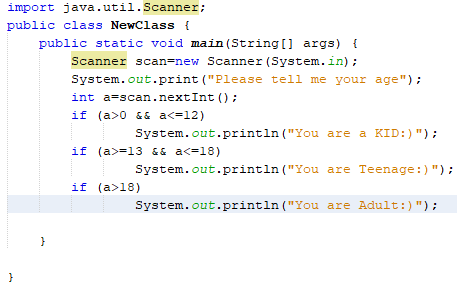 import java.util.Scanner;
public class NewClass {
public static void main(String[] args) {
Scanner scan=new Scanner(System.in);
System.out.print("Please tell me your age");
int a=scan.nextInt();
if (a>0 && a<=12)
System.out.println("You are a KID:)");
if (a>=13 && a<=18)
System.out.println("You are Teenage:)");
if (a>18)
System.out.println("You are Adult:)");
}
}